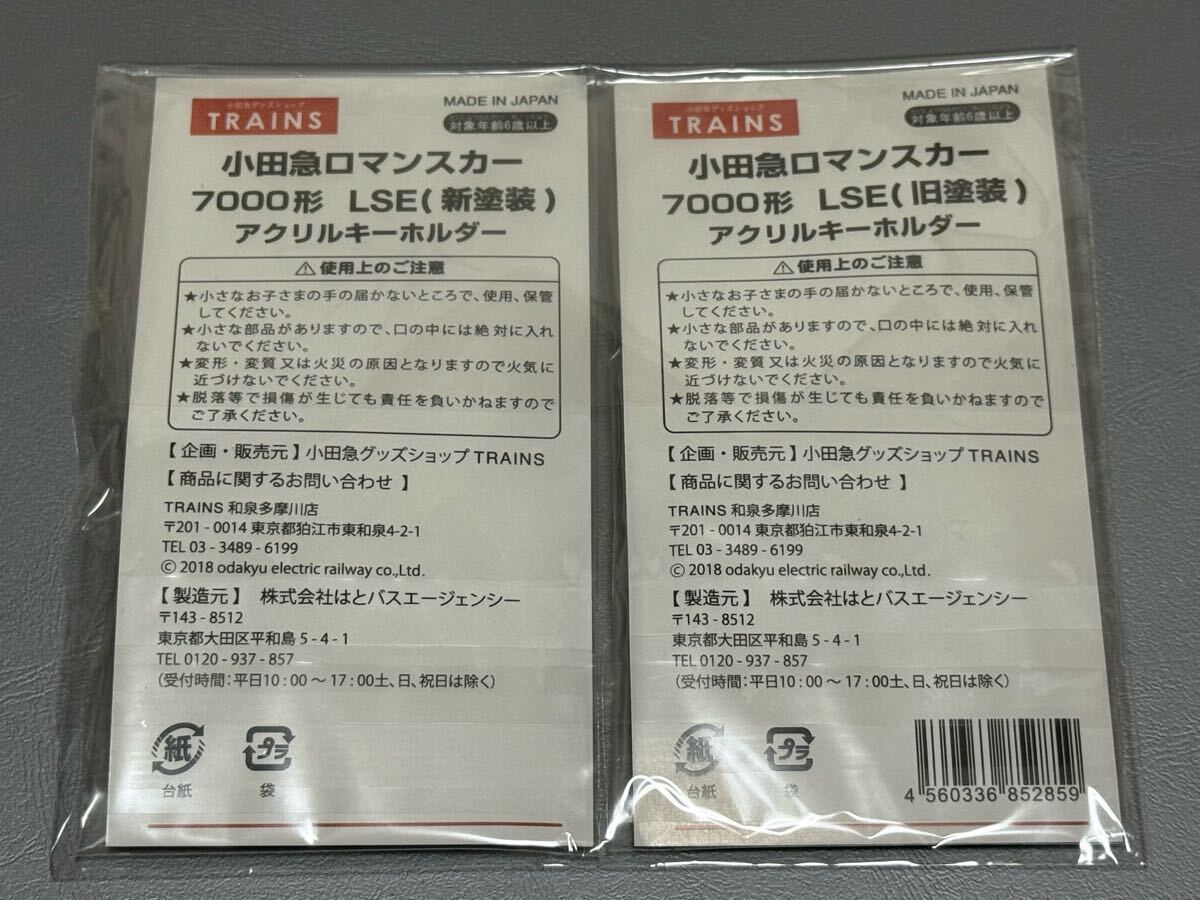 小田急グッズショップ
TRAINS
MADE IN JAPAN
対象年齢6歳以上
小田急ロマンスカー
7000形 LSE(新塗装)
アクリルキーホルダー
⚠使用上のご注意
★小さなお子さまの手の届かないところで、使用、保管
してください。
★小さな部品がありますので、口の中には絶対に入れ
ないでください。
★変形・変質又は火災の原因となりますので火気に
近づけないでください。
★脱落等で損傷が生じても責任を負いかねますので
ご了承ください。
【企画・販売元】小田急グッズショップTRAINS
【商品に関するお問い合わせ】
TRAINS 和泉多摩川店
〒201-0014 東京都狛江市東和泉4-2-1
TEL 03-3489-6199
© 2018 odakyu electric railway co.,Ltd.
【製造元】 株式会社はとバスエージェンシー
〒143-8512
東京都大田区平和島5-4-1
TEL 0120-937-857
(受付時間:平日10:00〜17:00土、日、祝日は除く)
紙
台紙
プラ
袋
小田急グッズショップ
TRAINS
MADE IN JAPAN
対象年齢6歳以上
小田急ロマンスカー
7000形 LSE(旧塗装)
アクリルキーホルダー
⚠使用上のご注意
★小さなお子さまの手の届かないところで、使用、保管
してください。
★小さな部品がありますので、口の中には絶対に入れ
ないでください。
★変形・変質又は火災の原因となりますので火気に
近づけないでください。
★脱落等で損傷が生じても責任を負いかねますので
ご了承ください。
【企画・販売元】小田急グッズショップTRAINS
【商品に関するお問い合わせ】
TRAINS 和泉多摩川店
〒201-0014 東京都狛江市東和泉4-2-1
TEL 03-3489-6199
© 2018 odakyu electric railway co.,Ltd.
【製造元】 株式会社はとバスエージェンシー
〒143-8512
東京都大田区平和島5-4-1
TEL 0120-937-857
(受付時間:平日10:00〜17:00土、日、祝日は除く)
紙
台紙
プラ
袋
4 560336 852859